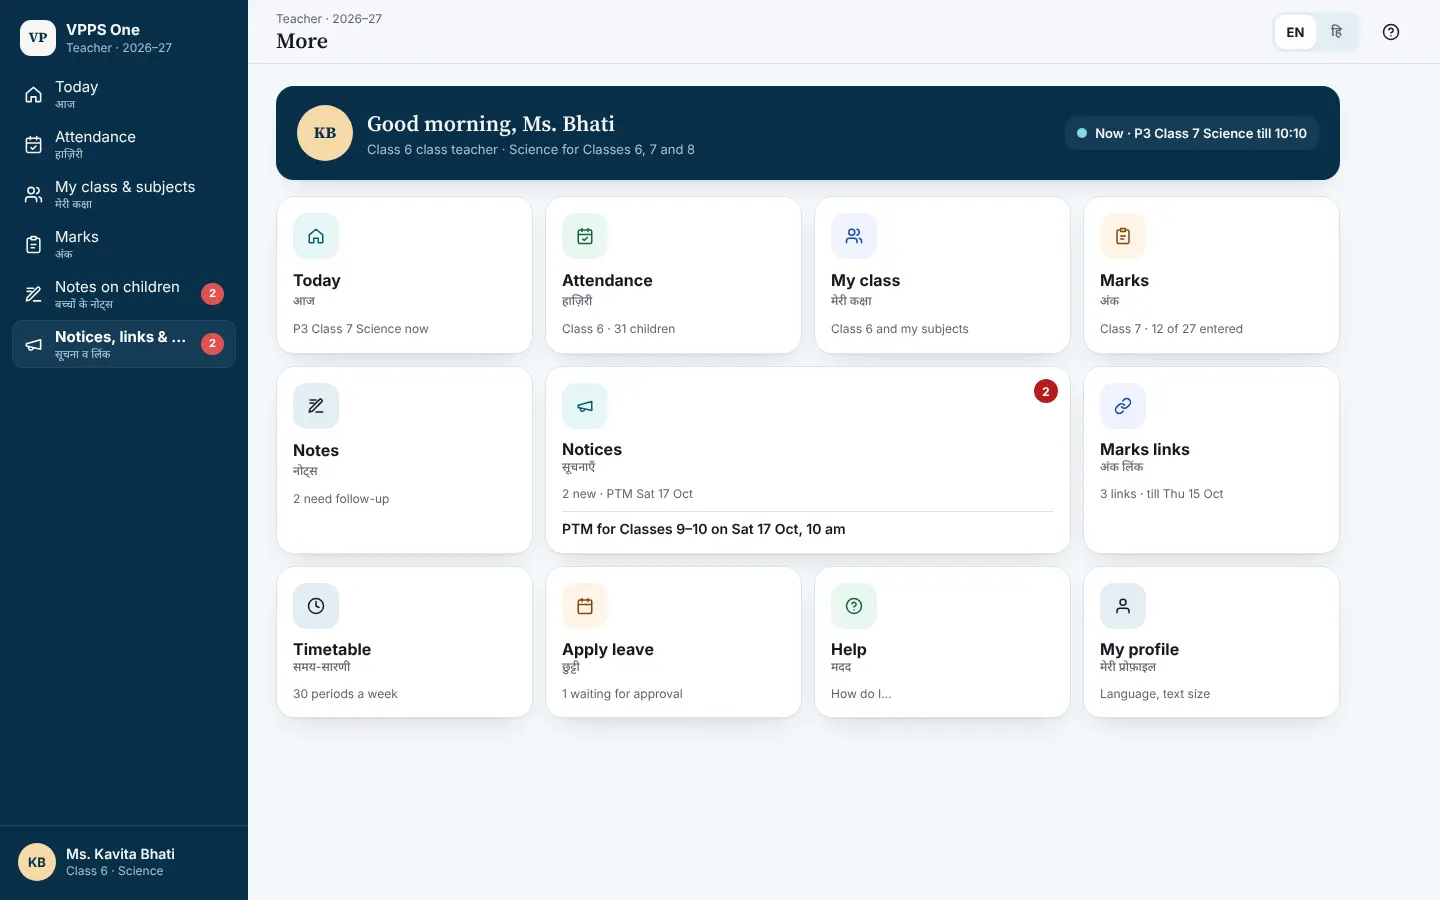 VP
VPPS One
Teacher · 2026–27
Today
आज
Attendance
हाज़िरी
My class & subjects
मेरी कक्षा
Marks
अंक
Notes on children
बच्चों के नोट्स
2
Notices, links & ...
सूचना व लिंक
2
KB
Ms. Kavita Bhati
Class 6 · Science
Teacher · 2026–27
More
EN
हि
KB
Good morning, Ms. Bhati
Class 6 class teacher · Science for Classes 6, 7 and 8
Now · P3 Class 7 Science till 10:10
Today
आज
P3 Class 7 Science now
Attendance
हाज़िरी
Class 6 · 31 children
My class
मेरी कक्षा
Class 6 and my subjects
Marks
अंक
Class 7 · 12 of 27 entered
Notes
नोट्स
2 need follow-up
2
Notices
सूचनाएँ
2 new · PTM Sat 17 Oct
PTM for Classes 9–10 on Sat 17 Oct, 10 am
Marks links
अंक लिंक
3 links · till Thu 15 Oct
Timetable
समय-सारणी
30 periods a week
Apply leave
छुट्टी
1 waiting for approval
Help
मदद
How do I...
My profile
मेरी प्रोफ़ाइल
Language, text size